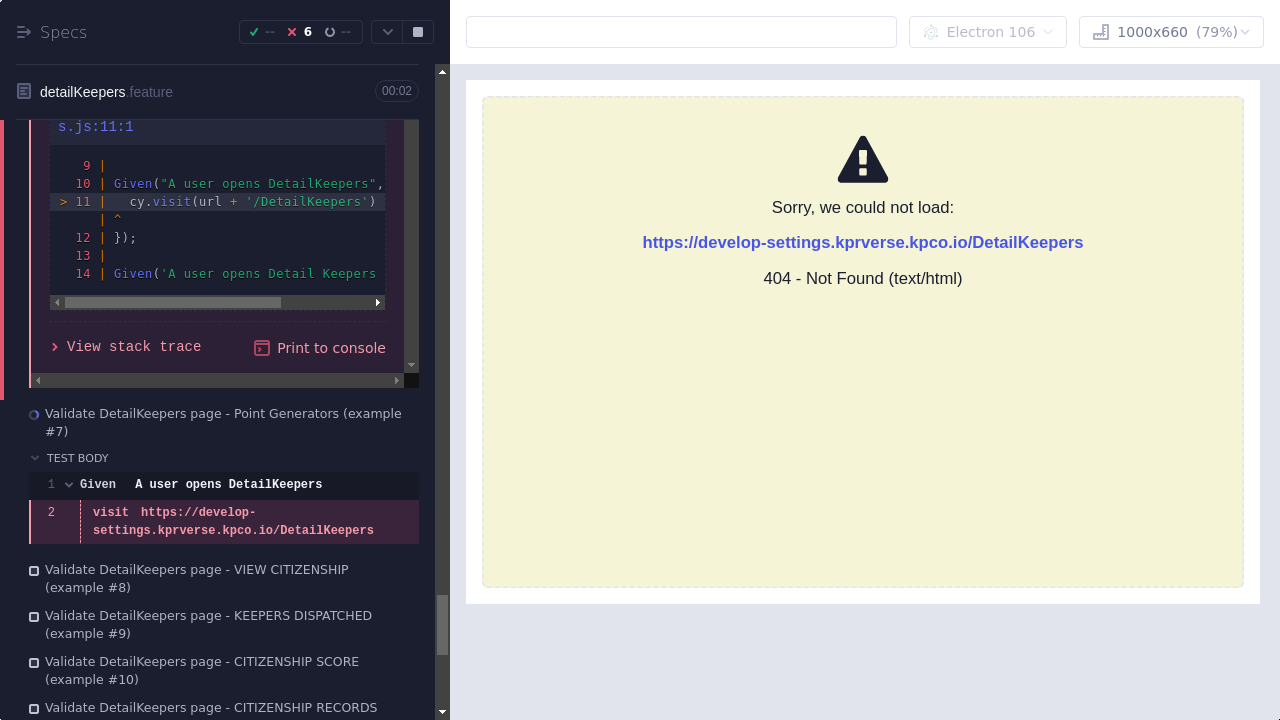 Specs
--
6
--
Electron 106
1000x660 (79%)
detailKeepers.feature
00:02
s.js:11:1
9 |
10 | Given("A user opens DetailKeepers",
> 11 |   cy.visit(url + '/DetailKeepers')
| ^
12 | });
13 |
14 | Given('A user opens Detail Keepers
View stack trace
Print to console
Validate DetailKeepers page - Point Generators (example
#7)
TEST BODY
1 Given A user opens DetailKeepers
2 visit https://develop-
settings.kprverse.kpco.io/DetailKeepers
Validate DetailKeepers page - VIEW CITIZENSHIP
(example #8)
Validate DetailKeepers page - KEEPERS DISPATCHED
(example #9)
Validate DetailKeepers page - CITIZENSHIP SCORE
(example #10)
Validate DetailKeepers page - CITIZENSHIP RECORDS
Sorry, we could not load:
https://develop-settings.kprverse.kpco.io/DetailKeepers
404 - Not Found (text/html)